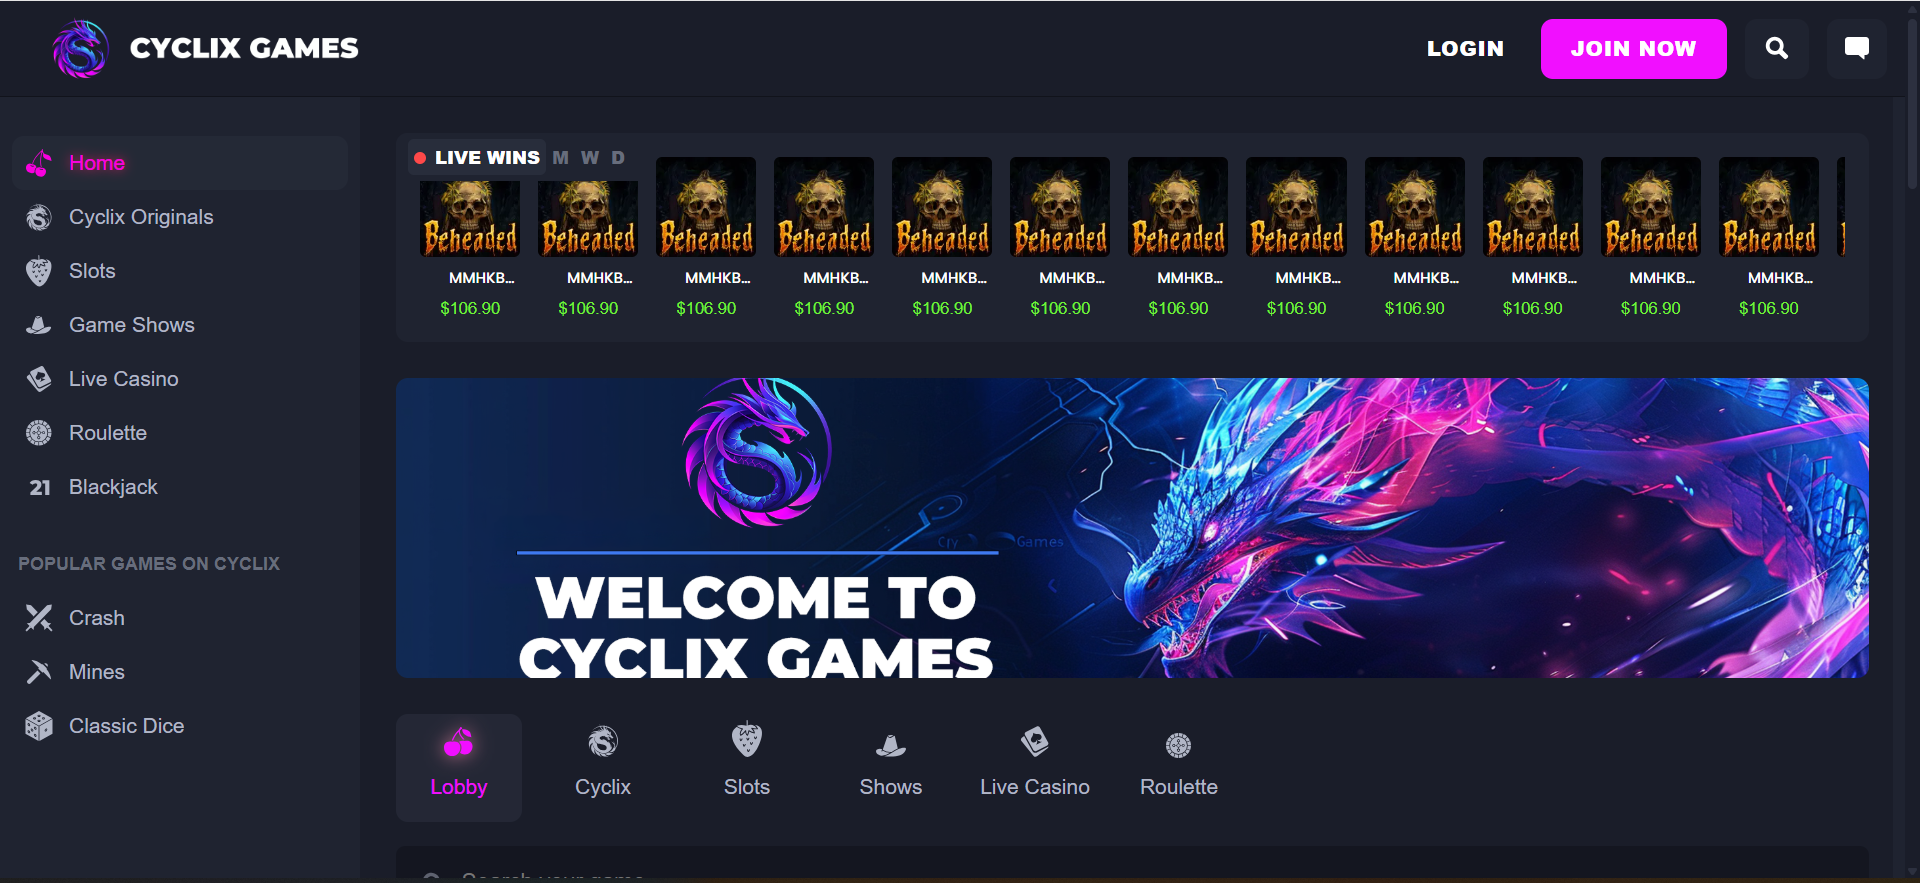 CYCLIX GAMES
LOGIN
JOIN NOW
Home
Cyclix Originals
Slots
Game Shows
Live Casino
Roulette
21 Blackjack
POPULAR GAMES ON CYCLIX
Crash
Mines
Classic Dice
LIVE WINS M W D
Beheaded Beheaded Beheaded Beheaded Beheaded Beheaded Beheaded Beheaded Beheaded Beheaded Beheaded Beheaded
MMHKB... MMHKB... MMHKB... MMHKB... MMHKB... MMHKB... MMHKB... MMHKB... MMHKB... MMHKB... MMHKB... MMHKB...
$106.90 $106.90 $106.90 $106.90 $106.90 $106.90 $106.90 $106.90 $106.90 $106.90 $106.90 $106.90
Games
WELCOME TO
CYCLIX GAMES
Lobby
Cyclix
Slots
Shows
Live Casino
Roulette
Search your game